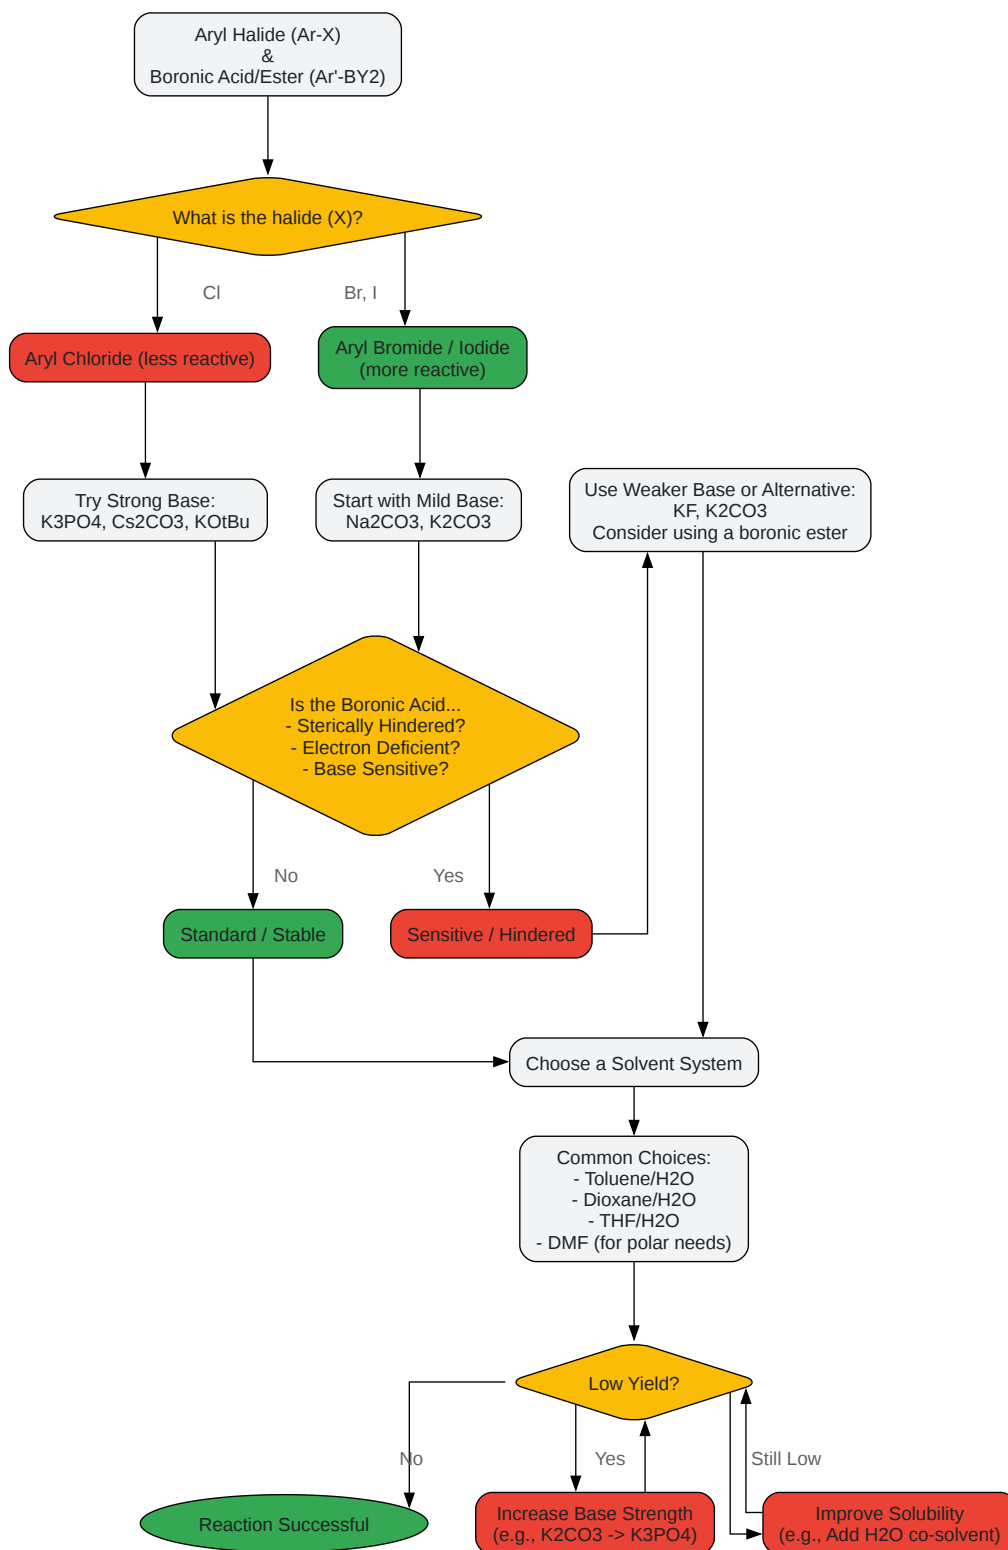 Aryl Halide (Ar-X)
&
Boronic Acid/Ester (Ar'-BY2)
What is the halide (X)?
Cl
Br, I
Aryl Chloride (less reactive)
Aryl Bromide / Iodide
(more reactive)
Try Strong Base:
K3PO4, Cs2CO3, KOtBu
Start with Mild Base:
Na2CO3, K2CO3
Use Weaker Base or Alternative:
KF, K2CO3
Consider using a boronic ester
Is the Boronic Acid...
- Sterically Hindered?
- Electron Deficient?
- Base Sensitive?
No
Yes
Standard / Stable
Sensitive / Hindered
Choose a Solvent System
Common Choices:
- Toluene/H2O
- Dioxane/H2O
- THF/H2O
- DMF (for polar needs)
Low Yield?
No
Yes
Still Low
Reaction Successful
Increase Base Strength
(e.g., K2CO3 -> K3PO4)
Improve Solubility
(e.g., Add H2O co-solvent)